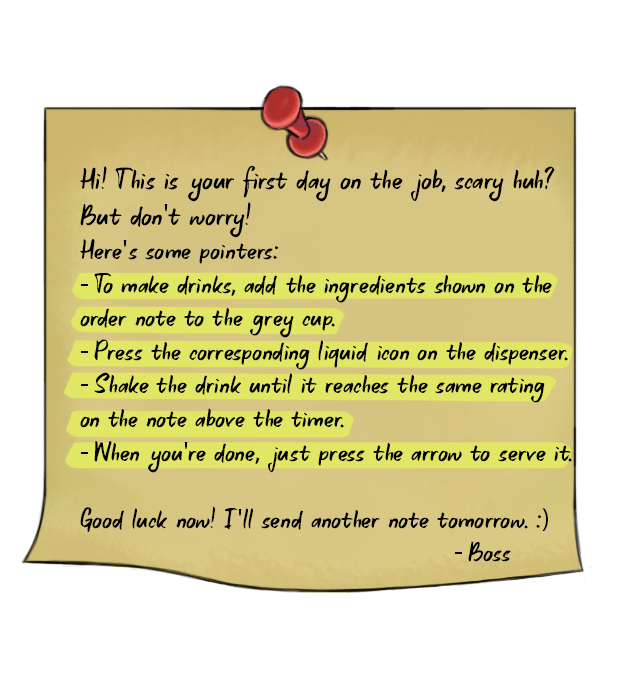 Hi! This is your first day on the job, scary huh?
But don't worry!
Here's some pointers:
- To make drinks, add the ingredients shown on the
order note to the grey cup.
- Press the corresponding liquid icon on the dispenser.
- Shake the drink until it reaches the same rating
on the note above the timer.
- When you're done, just press the arrow to serve it.
Good luck now! I'll send another note tomorrow. :)
- Boss